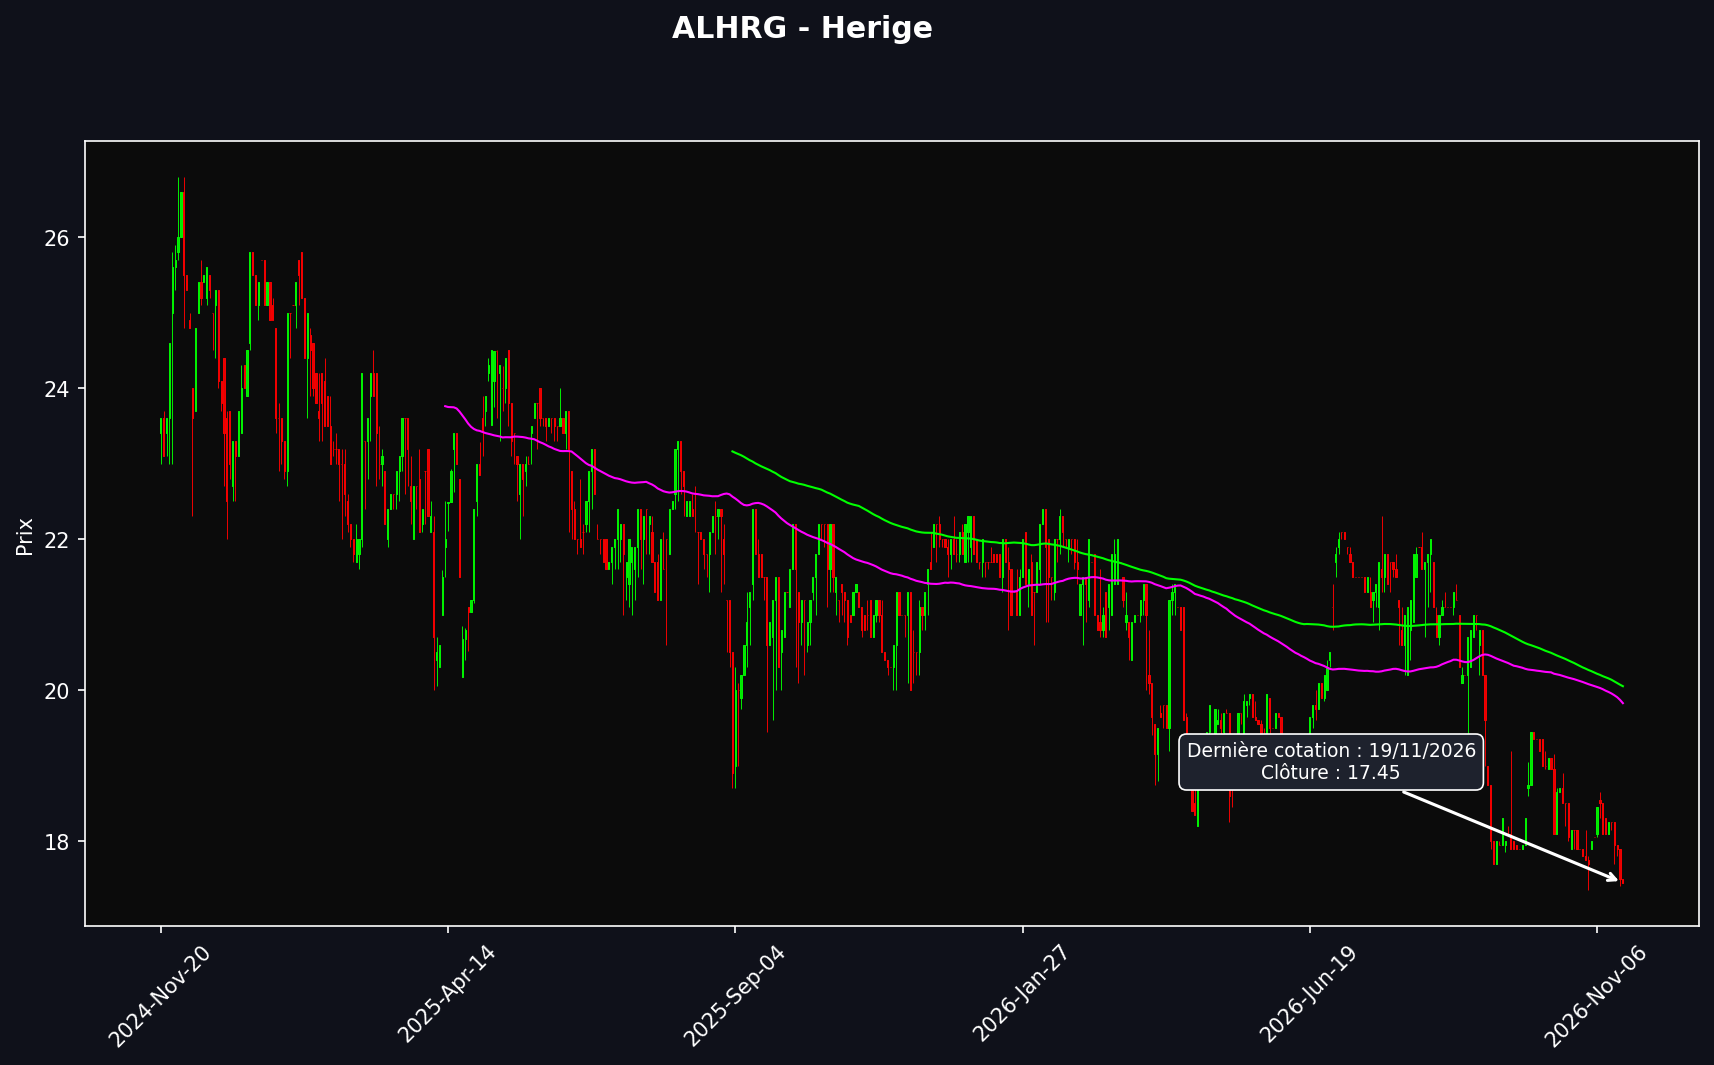 ALHRG - Herige
Prix
26
24
22
20
18
Dernière cotation : 19/11/2026
Clôture : 17.45
2024-Nov-20
2025-Apr-14
2025-Sep-04
2026-Jan-27
2026-Jun-19
2026-Nov-06